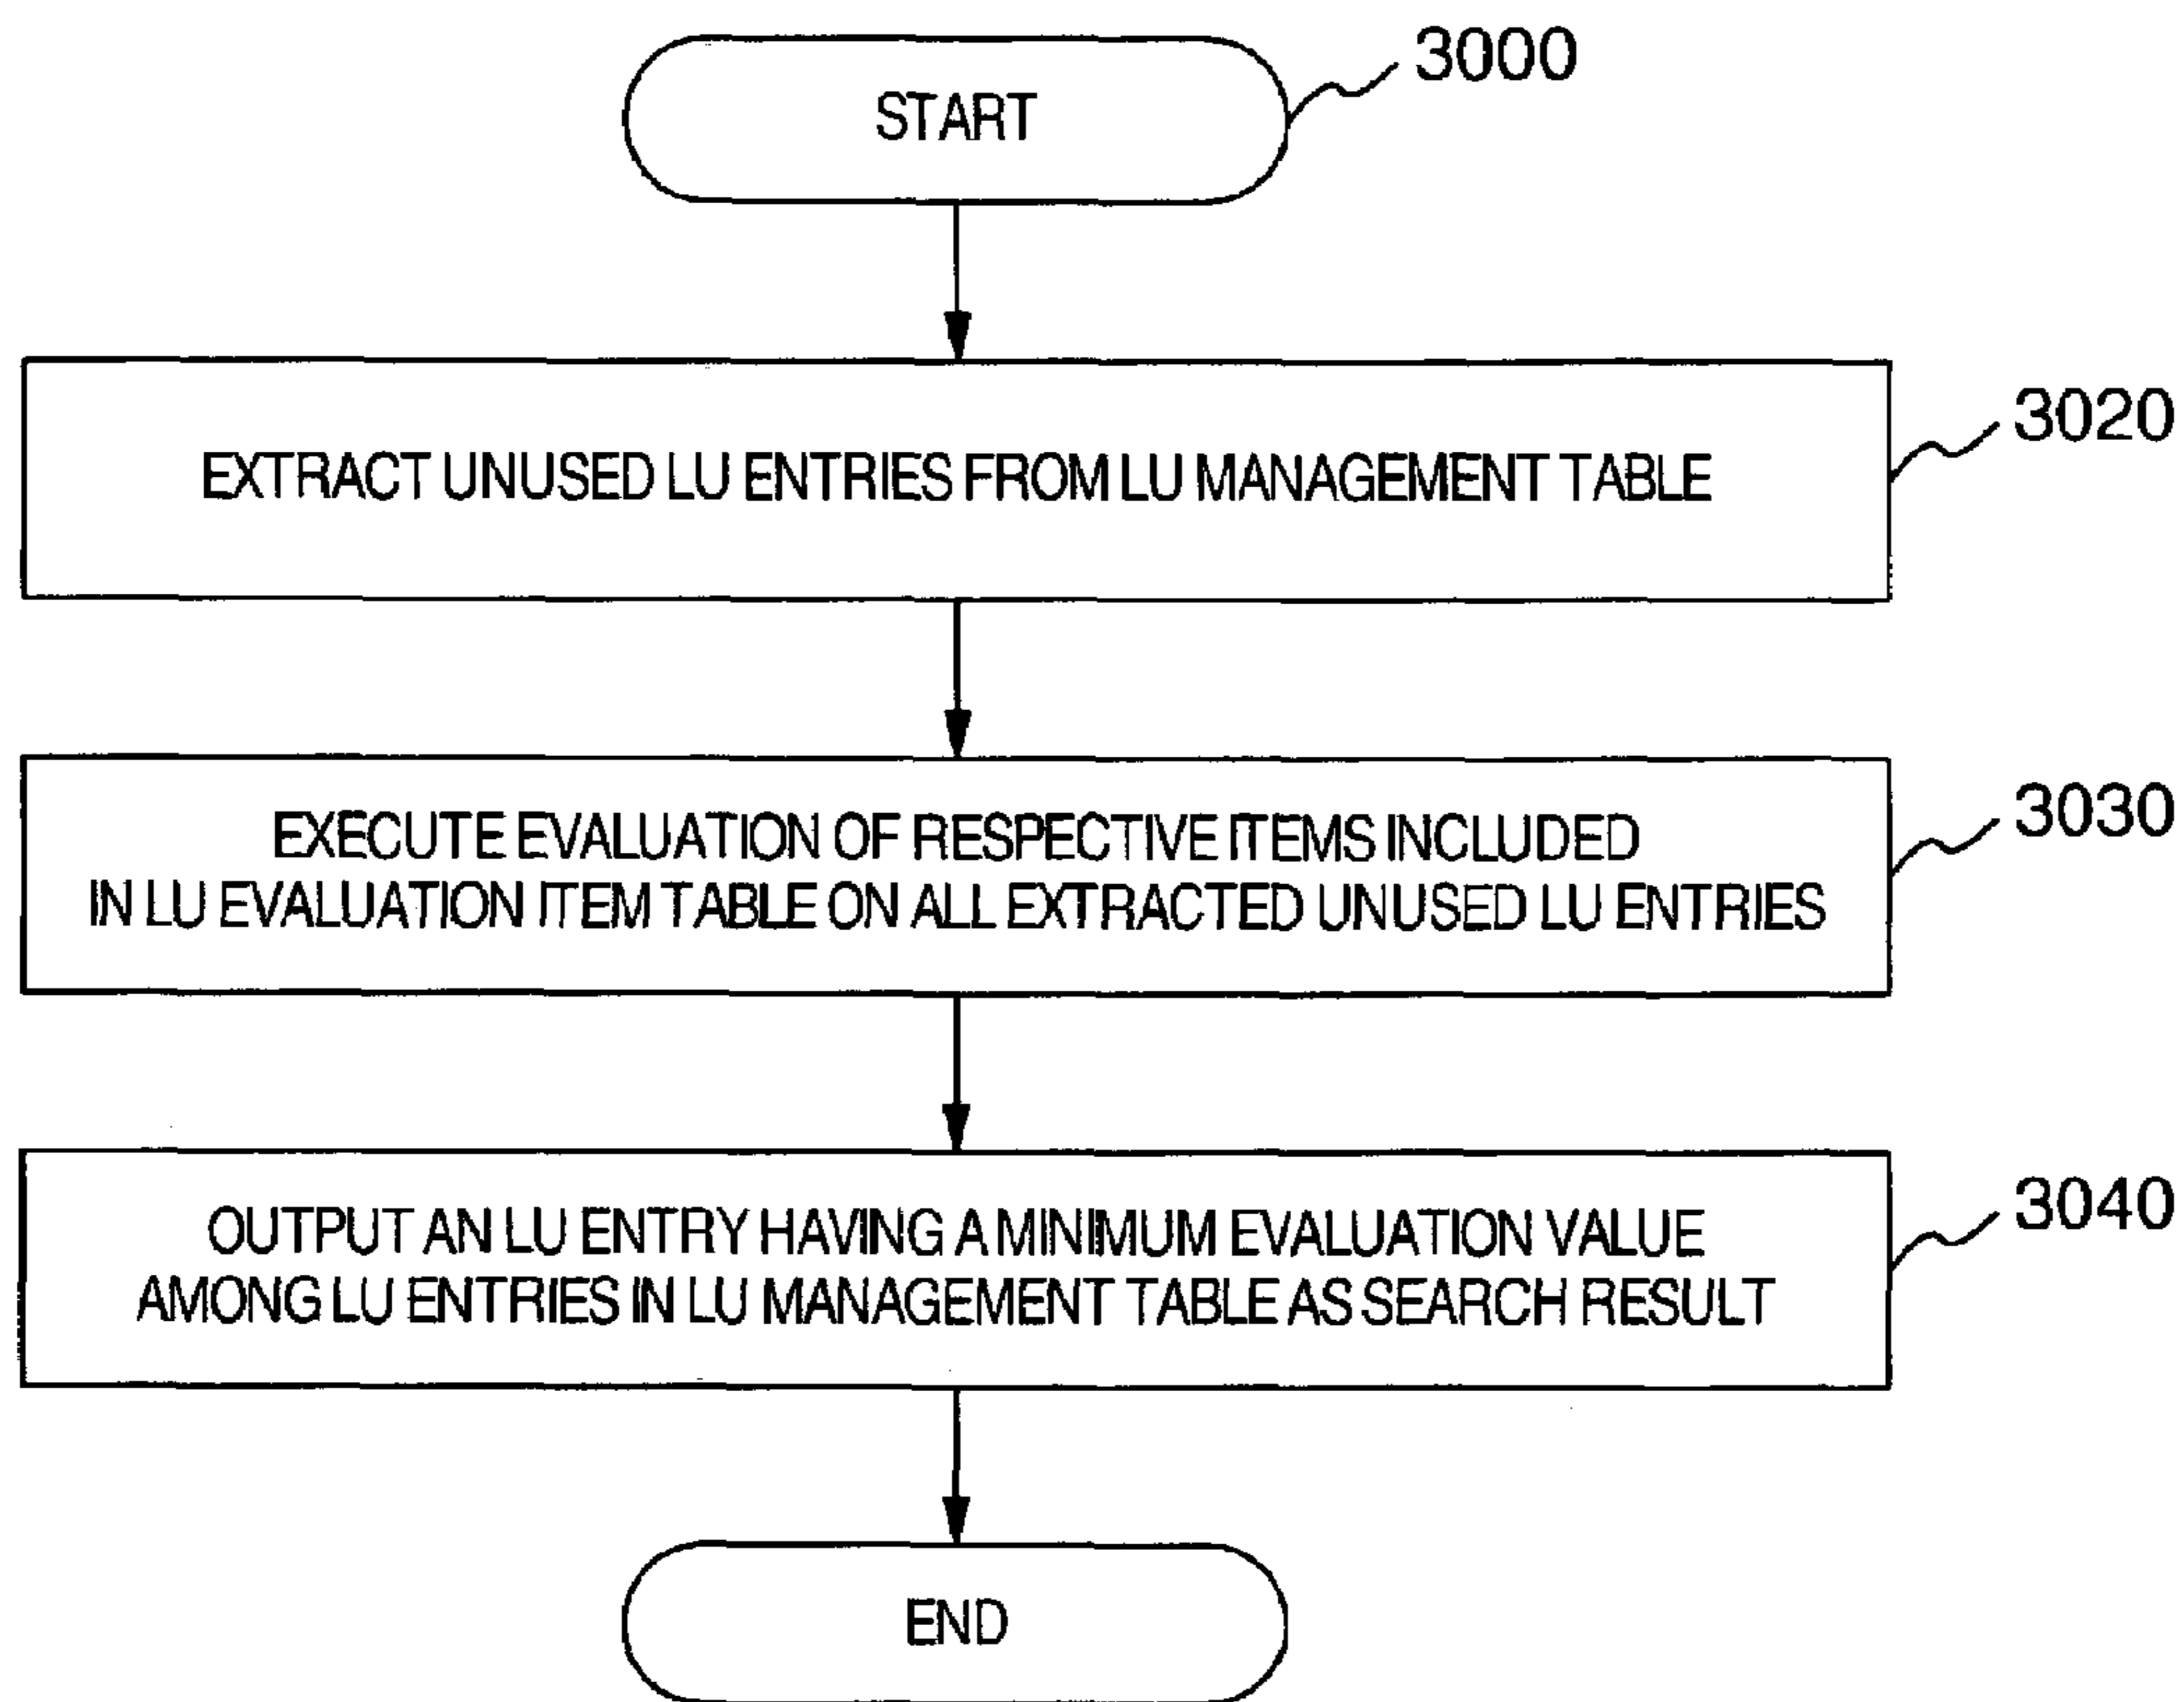 START
3000
EXTRACT UNUSED LU ENTRIES FROM LU MANAGEMENT TABLE
3020
EXECUTE EVALUATION OF RESPECTIVE ITEMS INCLUDED
IN LU EVALUATION ITEM TABLE ON ALL EXTRACTED UNUSED LU ENTRIES
3030
OUTPUT AN LU ENTRY HAVING A MINIMUM EVALUATION VALUE
AMONG LU ENTRIES IN LU MANAGEMENT TABLE AS SEARCH RESULT
3040
END